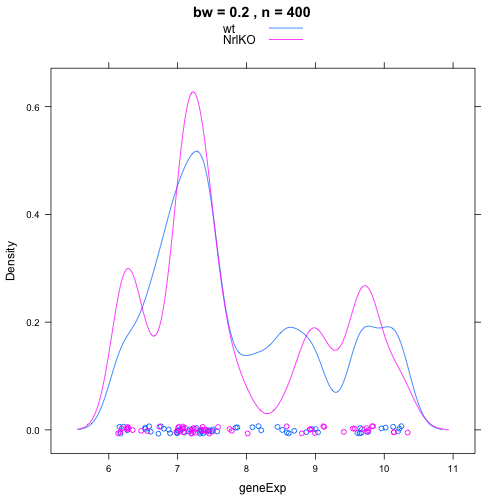 bw = 0.2 , n = 400
wt
NrlKO
0.6
0.4
0.2
0.0
Density
6 7 8 9 10 11
geneExp